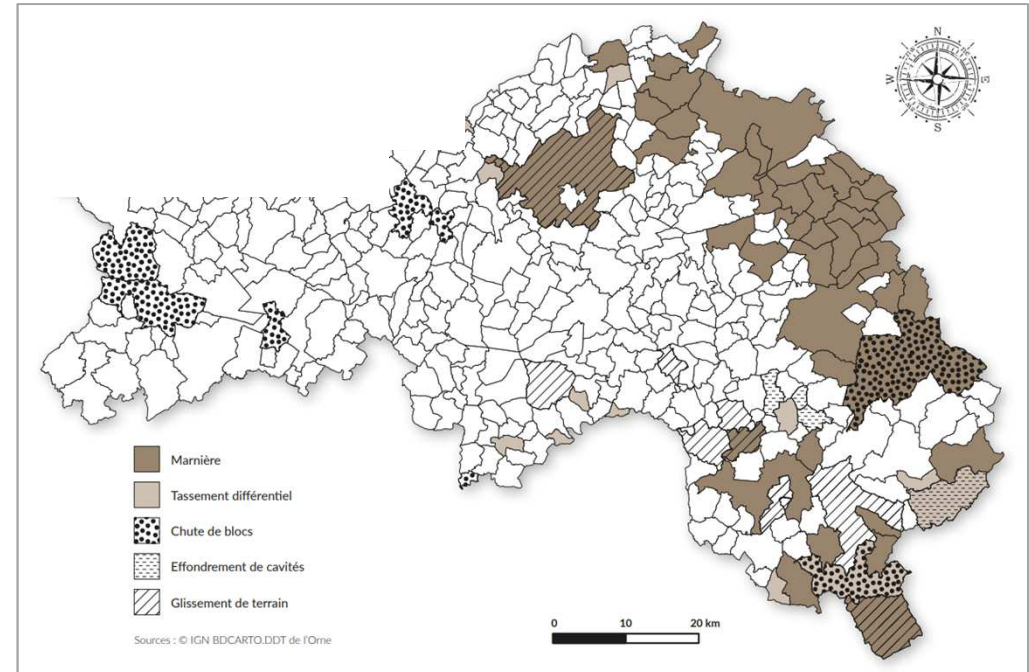 N
W
E
S
Marnière
Tassement différentiel
Chute de blocs
Effondrement de cavités
Glissement de terrain
Sources : © IGN BDCARTO.DDT de l'Orne
0 10 20 km